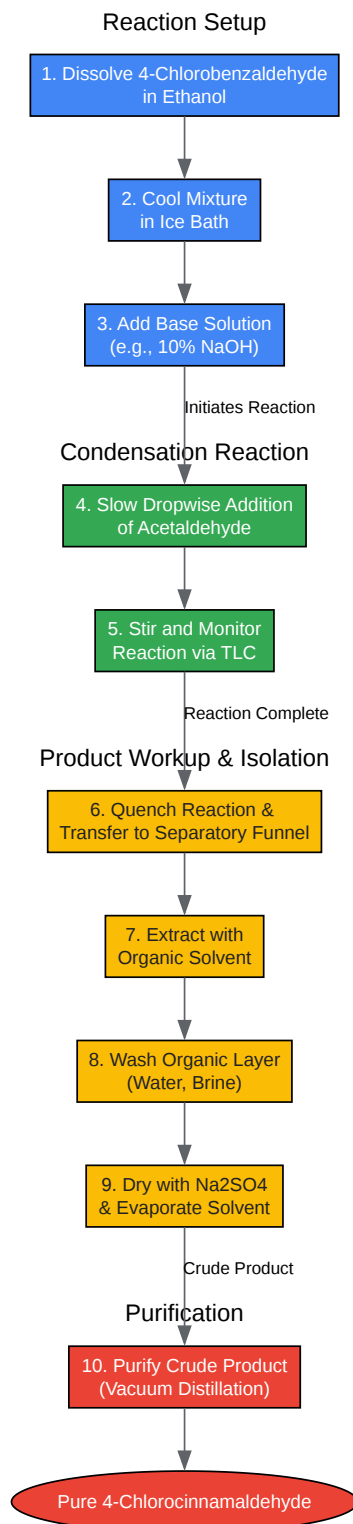 Reaction Setup
1. Dissolve 4-Chlorobenzaldehyde
in Ethanol
2. Cool Mixture
in Ice Bath
3. Add Base Solution
(e.g., 10% NaOH)
Initiates Reaction
Condensation Reaction
4. Slow Dropwise Addition
of Acetaldehyde
5. Stir and Monitor
Reaction via TLC
Reaction Complete
Product Workup & Isolation
6. Quench Reaction &
Transfer to Separatory Funnel
7. Extract with
Organic Solvent
8. Wash Organic Layer
(Water, Brine)
9. Dry with Na2SO4
& Evaporate Solvent
Crude Product
Purification
10. Purify Crude Product
(Vacuum Distillation)
Pure 4-Chlorocinnamaldehyde